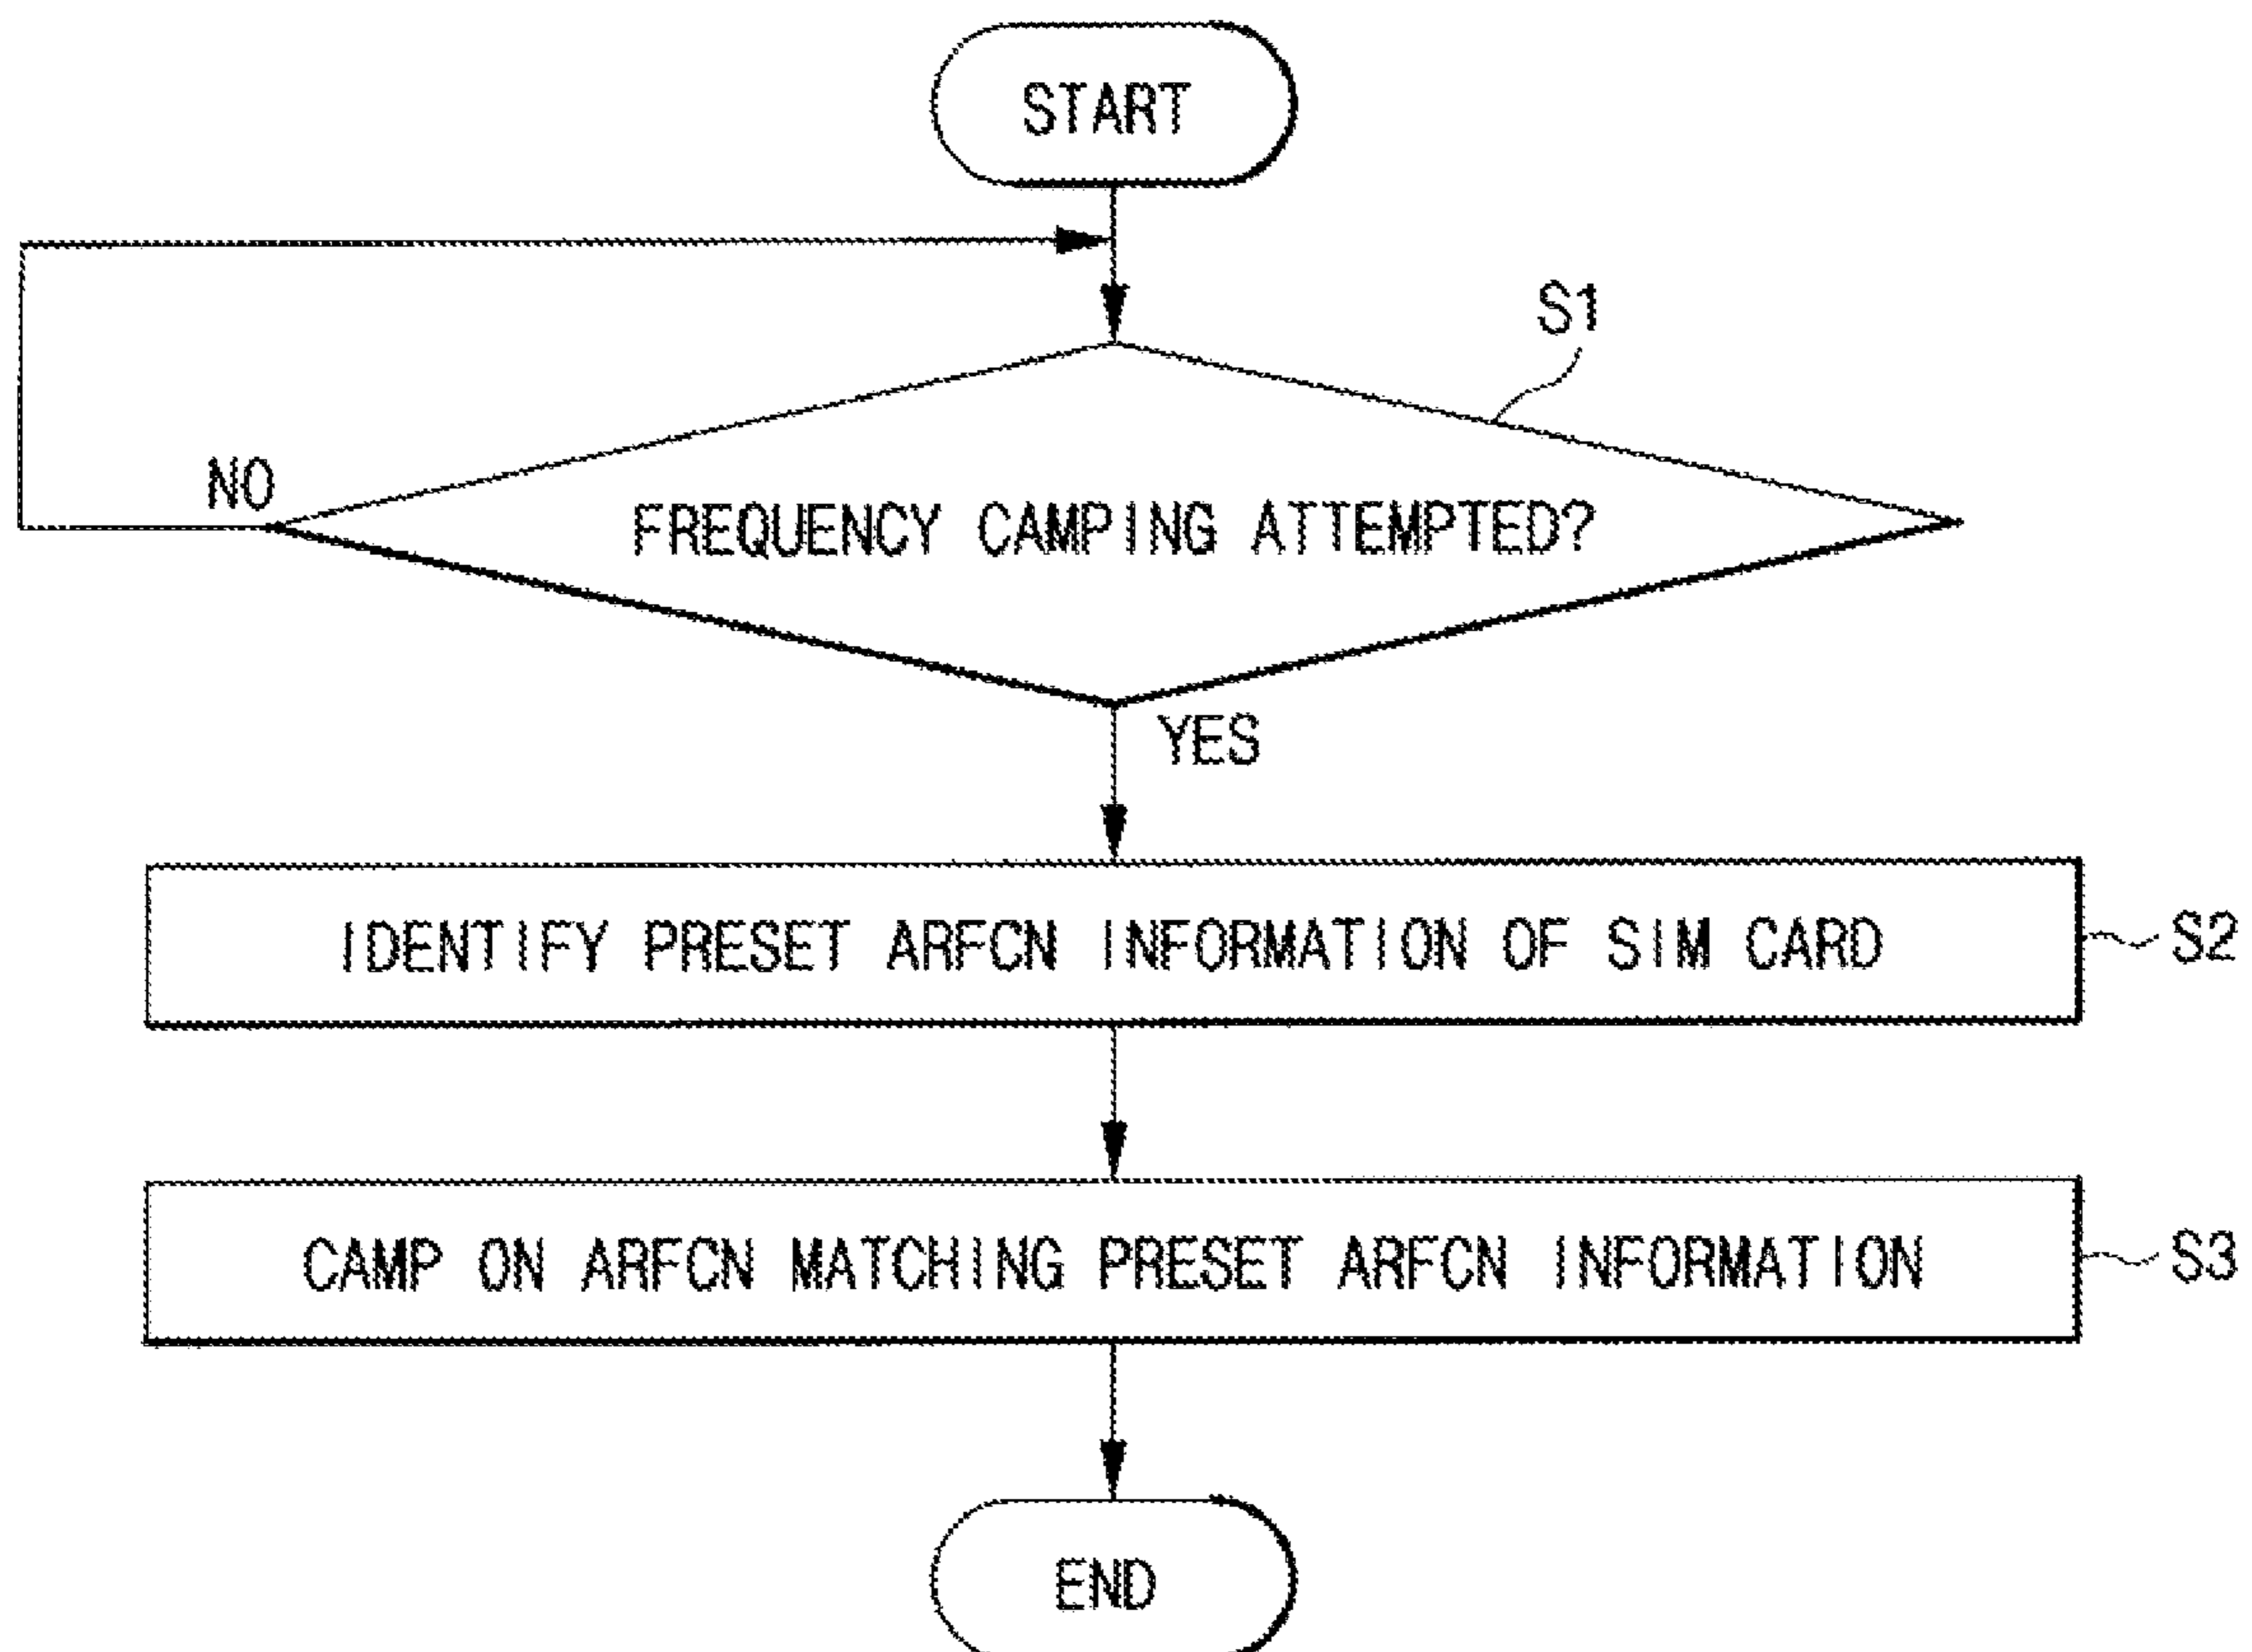 START
S1
NO
FREQUENCY CAMPING ATTEMPTED?
YES
IDENTIFY PRESET ARFCN INFORMATION OF SIM CARD
S2
CAMP ON ARFCN MATCHING PRESET ARFCN INFORMATION
S3
END